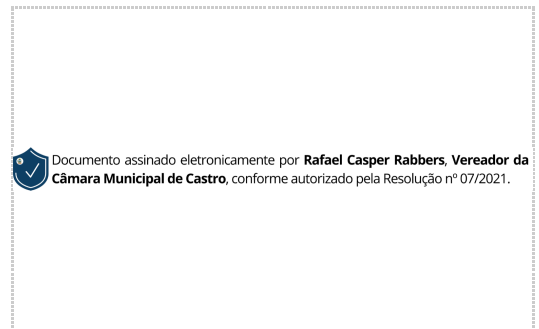 Documento assinado eletronicamente por Rafael Casper Rabbers, Vereador da
Câmara Municipal de Castro, conforme autorizado pela Resolução nº 07/2021.